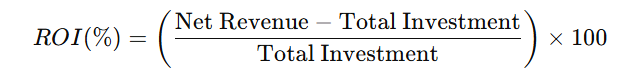 ROI(%) = (Net Revenue − Total Investment / Total Investment) × 100